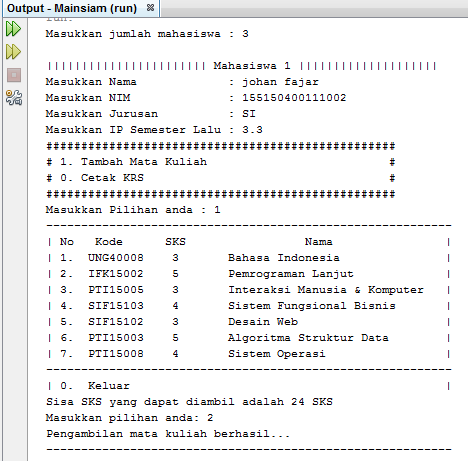 Output - Mainsiam (run)
run:
Masukkan jumlah mahasiswa : 3
||||||||||||||||||||||| Mahasiswa 1 ||||||||||||||||||||
Masukkan Nama : johan fajar
Masukkan NIM : 155150400111002
Masukkan Jurusan : SI
Masukkan IP Semester Lalu : 3.3
##################################################
# 1. Tambah Mata Kuliah #
# 0. Cetak KRS #
##################################################
Masukkan Pilihan anda : 1
----------------------------------------------------------
| No Kode SKS Nama |
| 1. UNG40008 3 Bahasa Indonesia |
| 2. IFK15002 5 Pemrograman Lanjut |
| 3. PTI15005 3 Interaksi Manusia & Komputer |
| 4. SIF15103 4 Sistem Fungsional Bisnis |
| 5. SIF15102 3 Desain Web |
| 6. PTI15003 5 Algoritma Struktur Data |
| 7. PTI15008 4 Sistem Operasi |
----------------------------------------------------------
| 0. Keluar |
Sisa SKS yang dapat diambil adalah 24 SKS
Masukkan pilihan anda: 2
Pengambilan mata kuliah berhasil...
----------------------------------------------------------